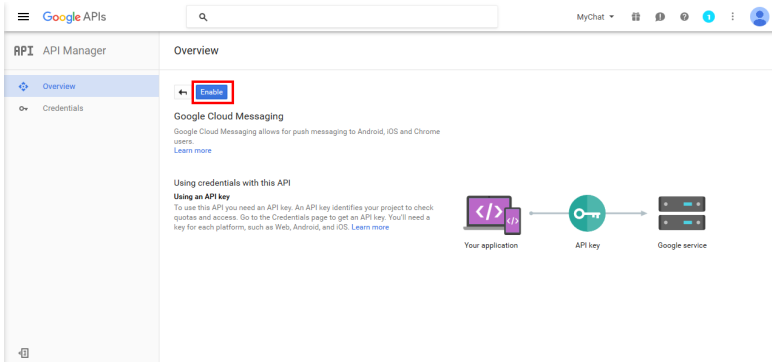 Google APIs
MyChat
API API Manager
Overview
Overview
Credentials
Enable
Google Cloud Messaging
Google Cloud Messaging allows for push messaging to Android, iOS and Chrome
users.
Learn more
Using credentials with this API
Using an API key
To use this API you need an API key. An API key identifies your project to check
quotas and access. Go to the Credentials page to get an API key. You'll need a
key for each platform, such as Web, Android, and iOS. Learn more
</> </>
Your application
API key
Google service